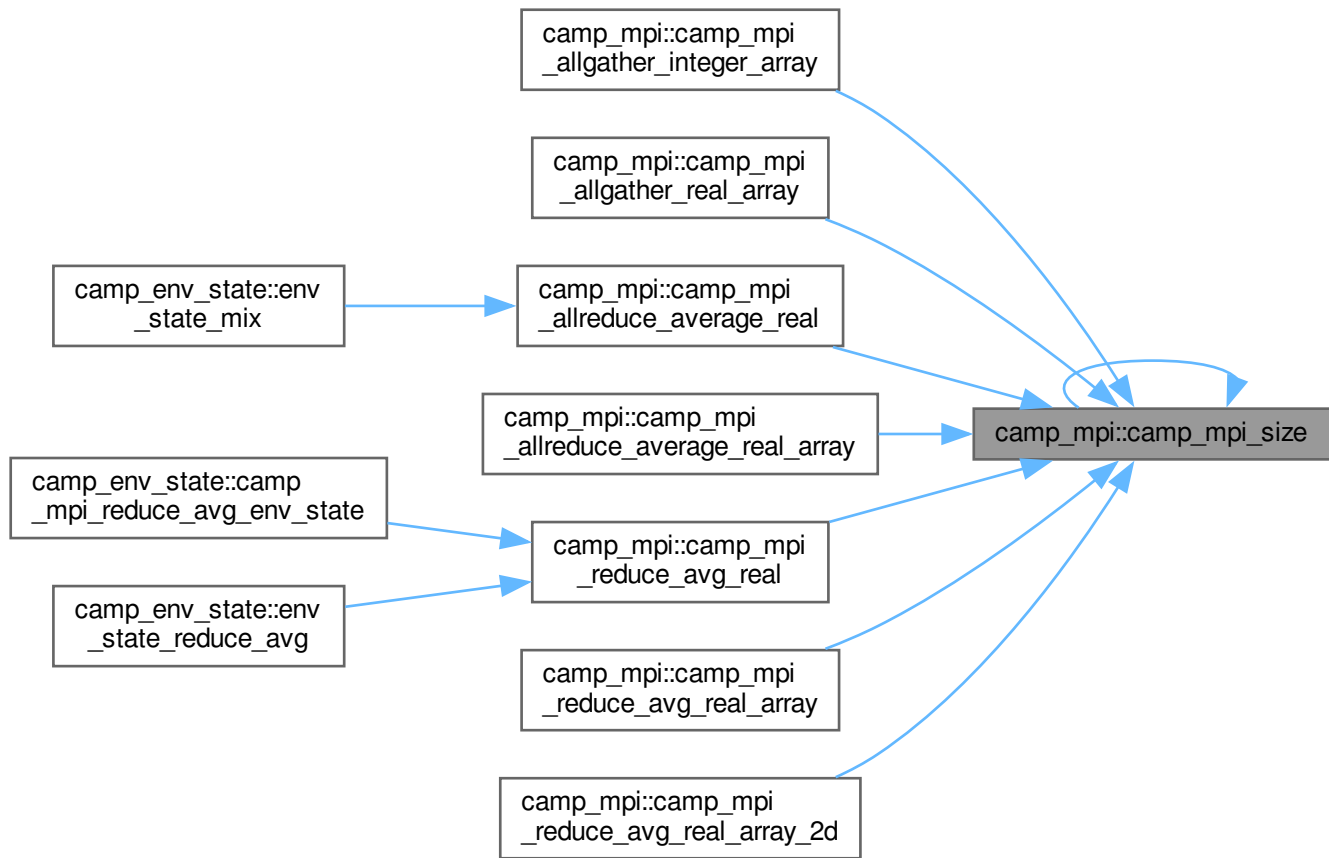 camp_mpi::camp_mpi
_allgather_integer_array
camp_mpi::camp_mpi
_allgather_real_array
camp_env_state::env
_state_mix
camp_mpi::camp_mpi
_allreduce_average_real
camp_mpi::camp_mpi
_allreduce_average_real_array
camp_mpi::camp_mpi_size
camp_env_state::camp
_mpi_reduce_avg_env_state
camp_mpi::camp_mpi
_reduce_avg_real
camp_env_state::env
_state_reduce_avg
camp_mpi::camp_mpi
_reduce_avg_real_array
camp_mpi::camp_mpi
_reduce_avg_real_array_2d